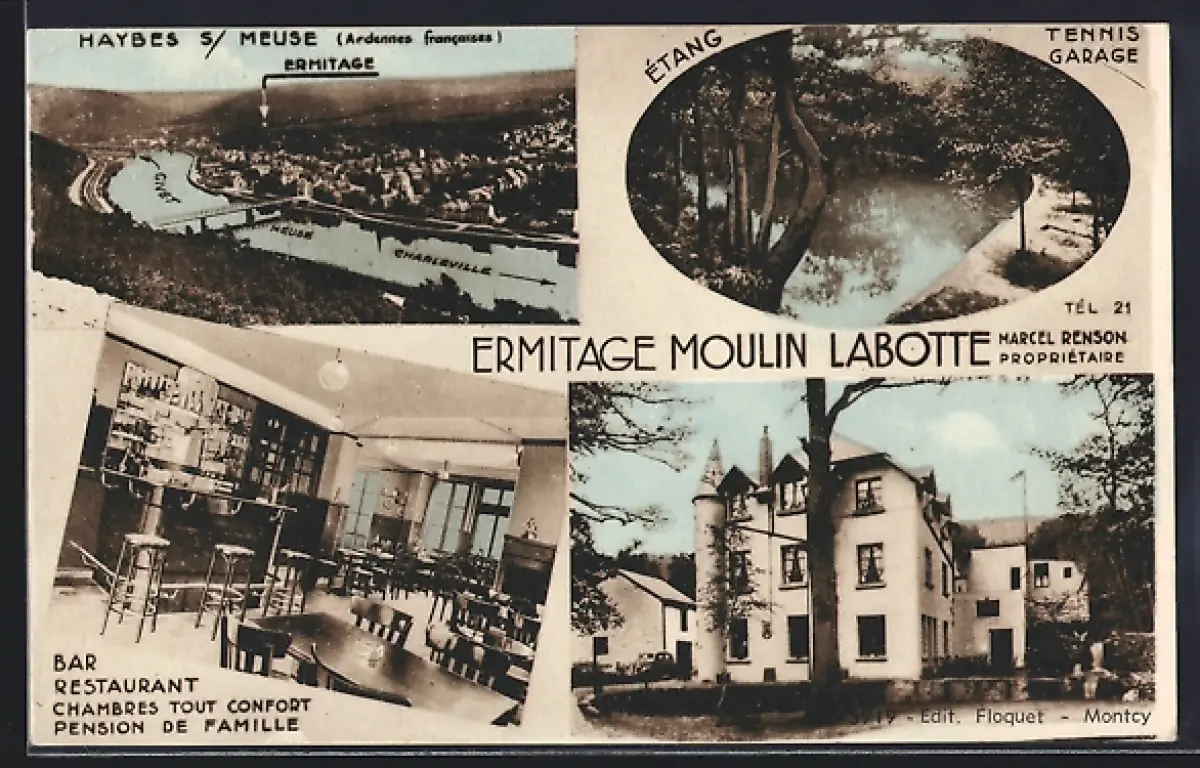 HAYBES S/ MEUSE (Ardennes françaises)
ERMITAGE
GIVET
MEUSE
CHARLEVILLE
ÉTANG
TENNIS
GARAGE
TÉL 21
ERMITAGE MOULIN LABOTTE
MARCEL RENSON
PROPRIÉTAIRE
BAR
RESTAURANT
CHAMBRES TOUT CONFORT
PENSION DE FAMILLE
- Edit. Floquet - Montcy